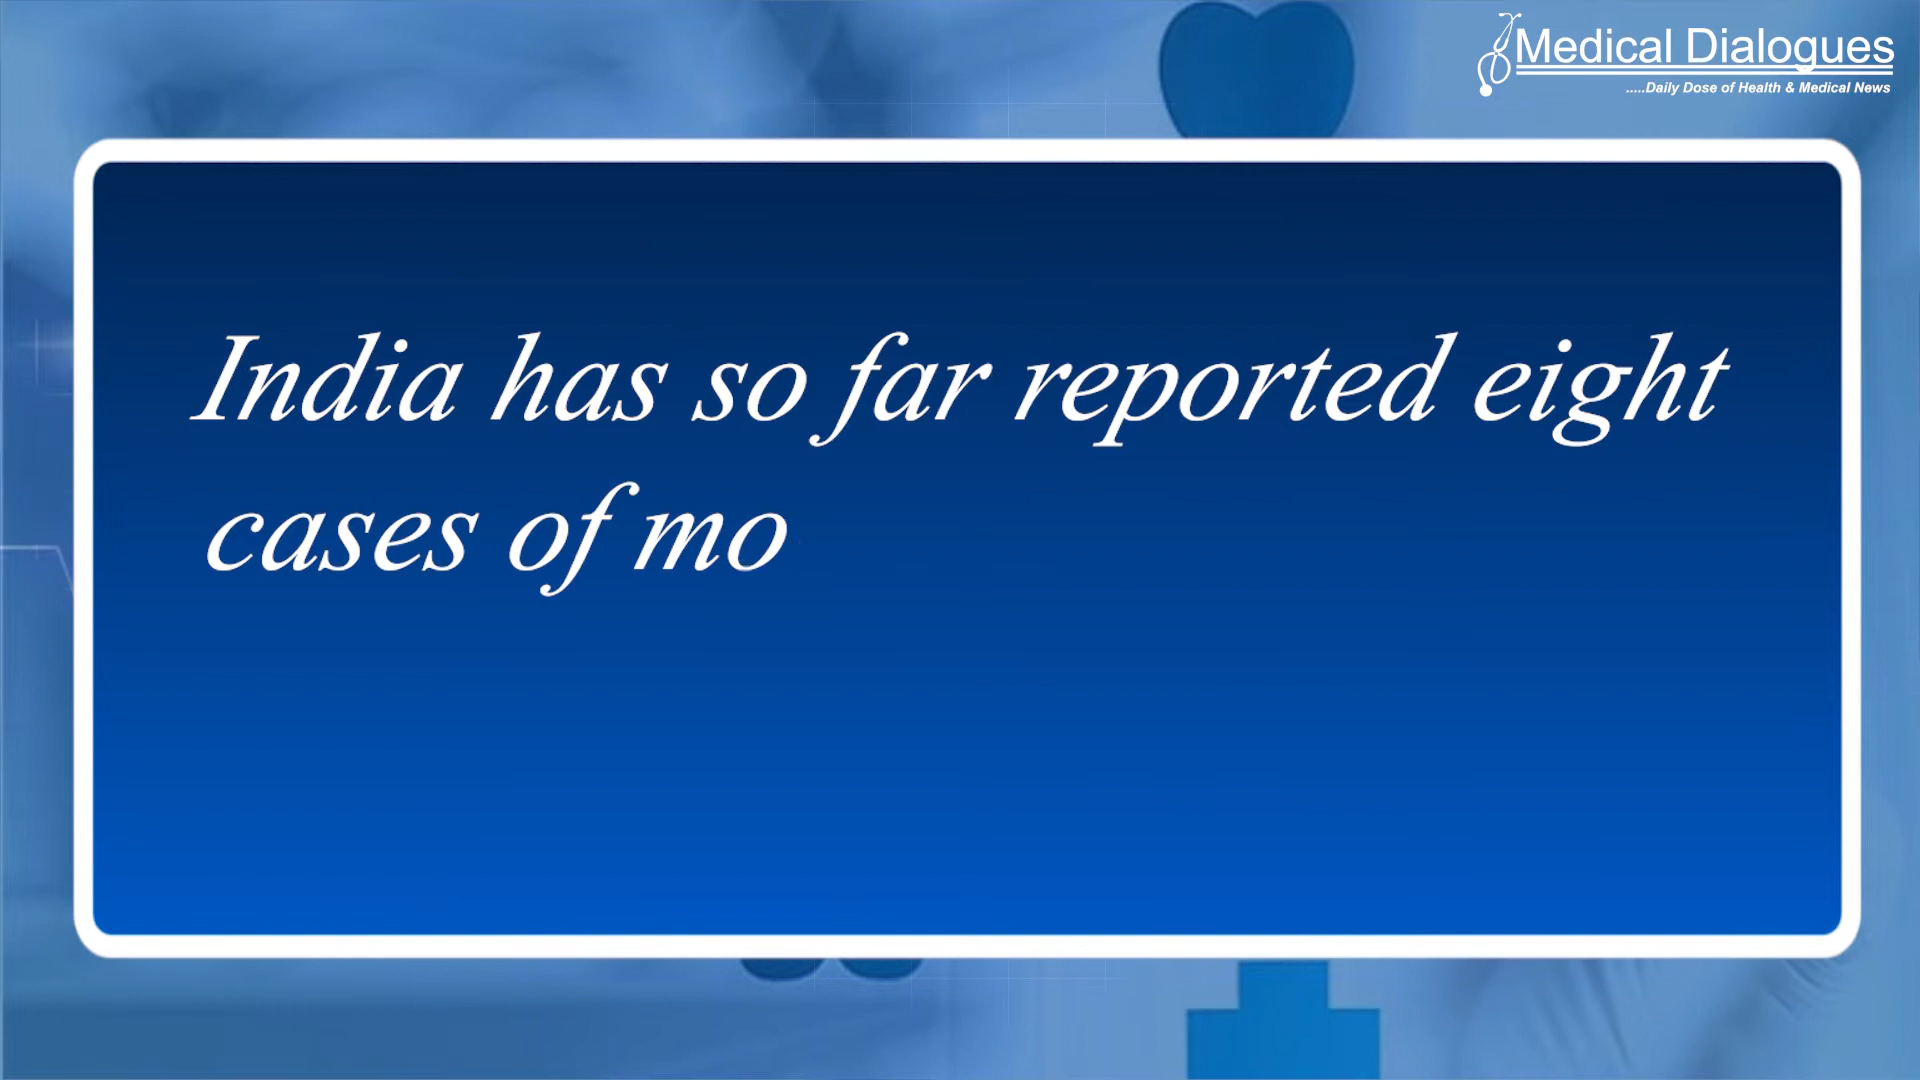 Medical Dialogues
.....Daily Dose of Health & Medical News
India has so far reported eight
cases of mo